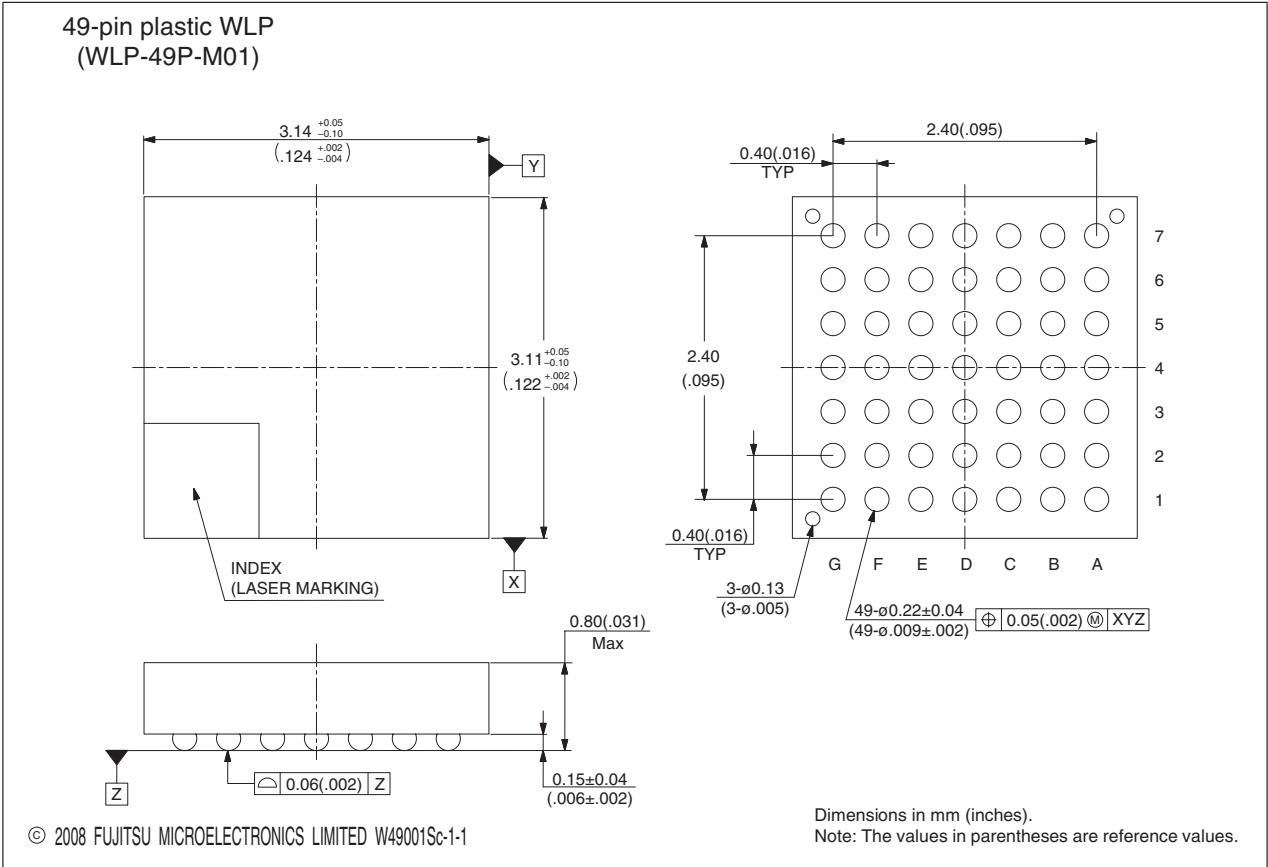 49-pin plastic WLP
(WLP-49P-M01)
3.14 +0.05 −0.10
(.124 +.002 −.004)
Y
3.11 +0.05 −0.10
(.122 +.002 −.004)
X
INDEX
(LASER MARKING)
2.40(.095)
0.40(.016)
TYP
2.40
(.095)
0.40(.016)
TYP
7
6
5
4
3
2
1
G F E D C B A
3-ø0.13
(3-ø.005)
49-ø0.22±0.04
(49-ø.009±.002)
⌖ 0.05(.002) Ⓜ XYZ
0.80(.031)
Max
0.15±0.04
(.006±.002)
⌓ 0.06(.002) Z
Z
© 2008 FUJITSU MICROELECTRONICS LIMITED W49001Sc-1-1
Dimensions in mm (inches).
Note: The values in parentheses are reference values.